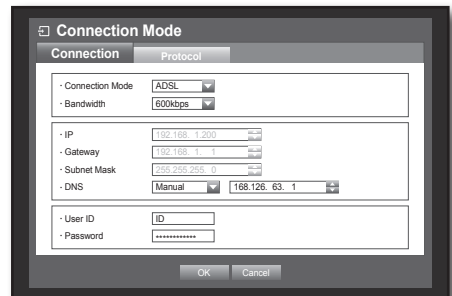 Connection Mode
Connection Protocol
· Connection Mode ADSL
· Bandwidth 600kbps
· IP 192.168. 1.200
· Gateway 192.168. 1. 1
· Subnet Mask 255.255.255. 0
· DNS Manual 168.126. 63. 1
· User ID ID
· Password ************
OK Cancel